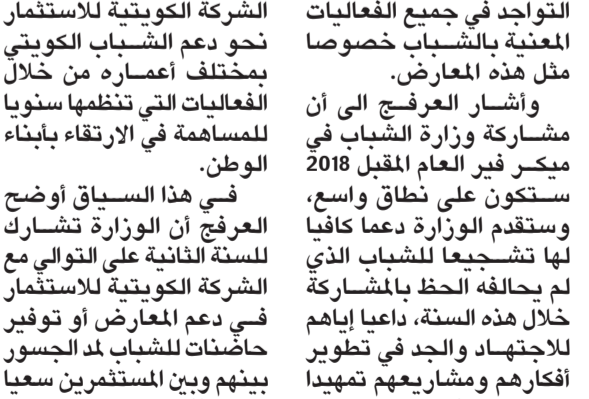 التواجد في جميع الفعاليات
المعنية بالشباب خصوصا
مثل هذه المعارض.
وأشار العرفج الى أن
مشاركة وزارة الشباب في
ميكر فير العام المقبل 2018
ستكون على نطاق واسع،
وستقدم الوزارة دعما كافيا
لها تشجيعا للشباب الذي
لم يحالفه الحظ بالمشاركة
خلال هذه السنة، داعيا إياهم
للاجتهاد والجد في تطوير
أفكارهم ومشاريعهم تمهيدا
الشركة الكويتية للاستثمار
نحو دعم الشباب الكويتي
بمختلف أعماره من خلال
الفعاليات التي تنظمها سنويا
للمساهمة في الارتقاء بأبناء
الوطن.
في هذا السياق أوضح
العرفج أن الوزارة تشارك
للسنة الثانية على التوالي مع
الشركة الكويتية للاستثمار
في دعم المعارض أو توفير
حاضنات للشباب لمد الجسور
بينهم وبين المستثمرين سعيا